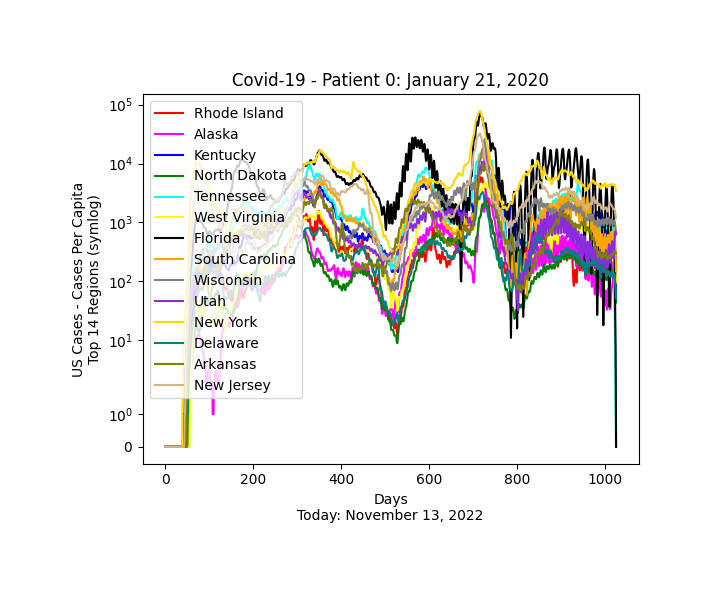 Covid-19 - Patient 0: January 21, 2020
US Cases - Cases Per Capita
Top 14 Regions (symlog)
10^5
10^4
10^3
10^2
10^1
10^0
0
Rhode Island
Alaska
Kentucky
North Dakota
Tennessee
West Virginia
Florida
South Carolina
Wisconsin
Utah
New York
Delaware
Arkansas
New Jersey
0 200 400 600 800 1000
Days
Today: November 13, 2022